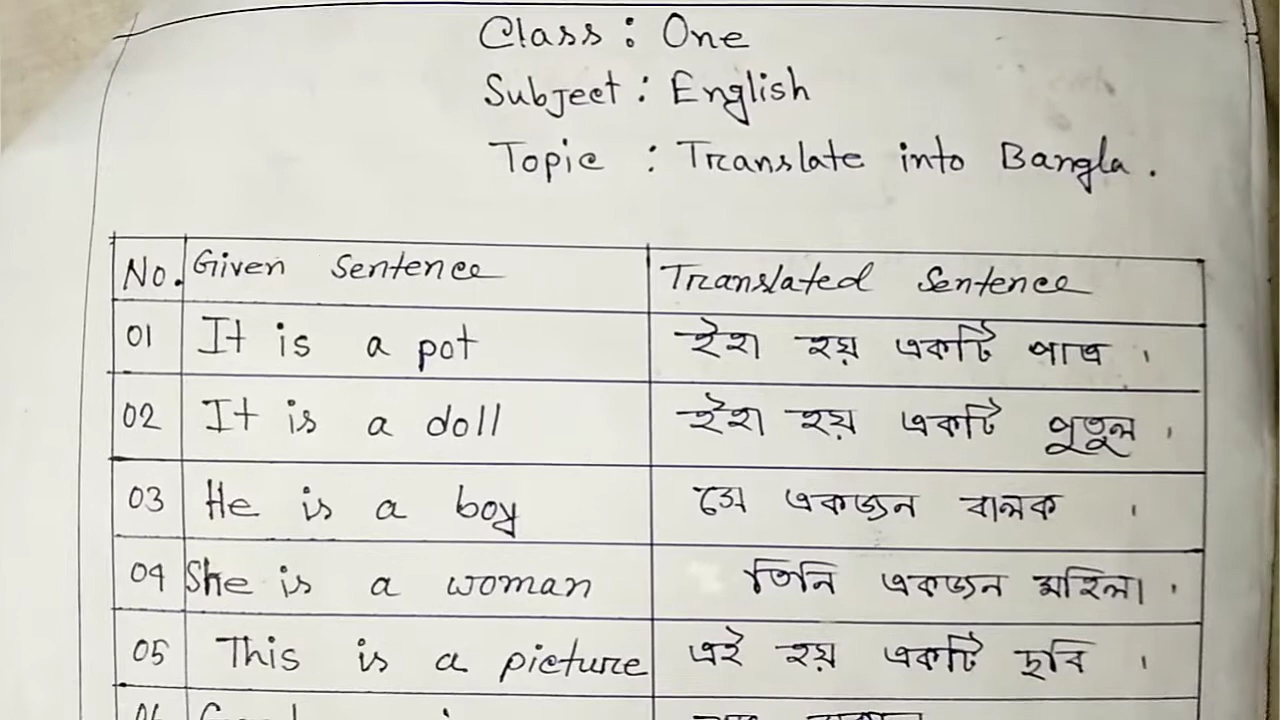 Class : One
Subject : English
Topic : Translate into Bangla .
No. Given Sentence Translated Sentence
01 It is a pot ইহা হয় একটি পাত্র ।
02 It is a doll ইহা হয় একটি পুতুল ।
03 He is a boy সে একজন বালক ।
04 She is a woman তিনি একজন মহিলা ।
05 This is a picture এই হয় একটি ছবি ।